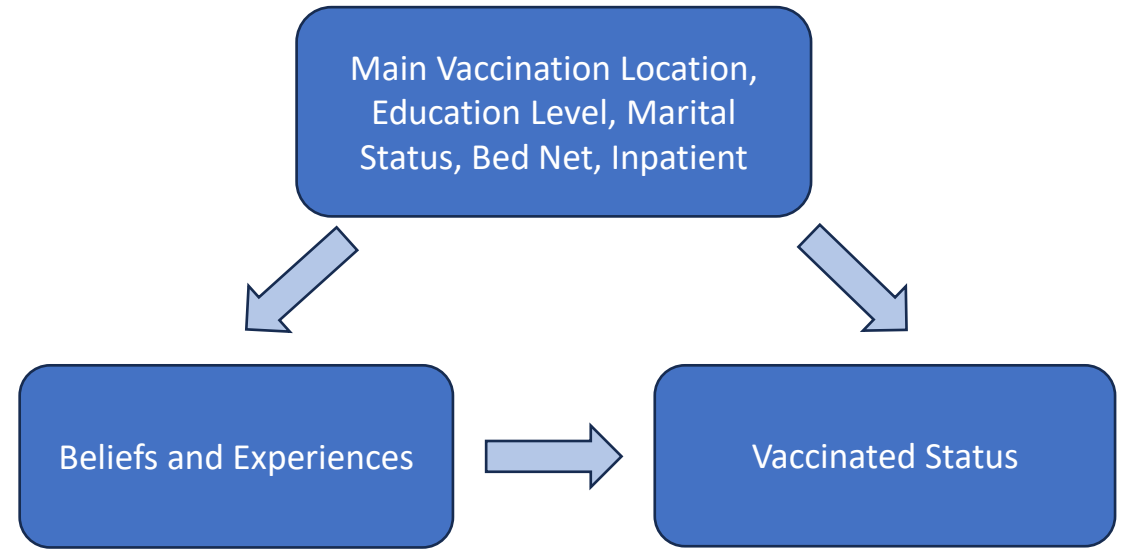 Main Vaccination Location,
Education Level, Marital
Status, Bed Net, Inpatient
Beliefs and Experiences
Vaccinated Status